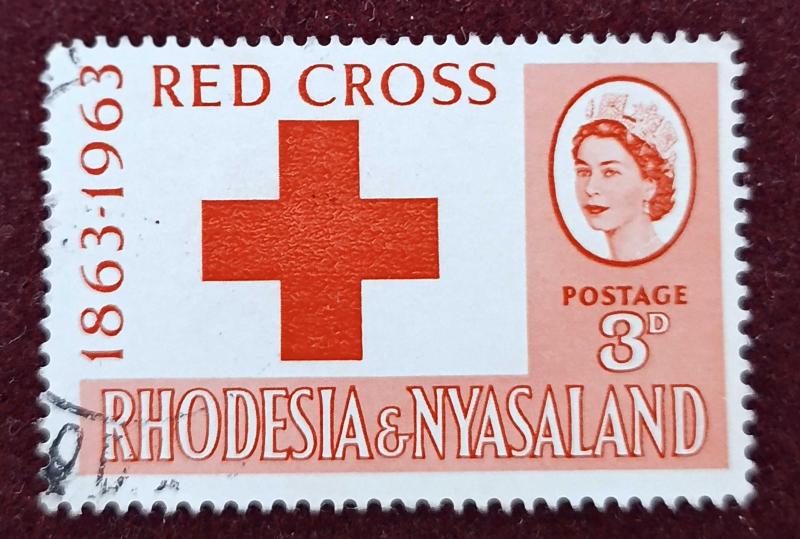 RED CROSS
1863-1963
POSTAGE
3D
RHODESIA & NYASALAND